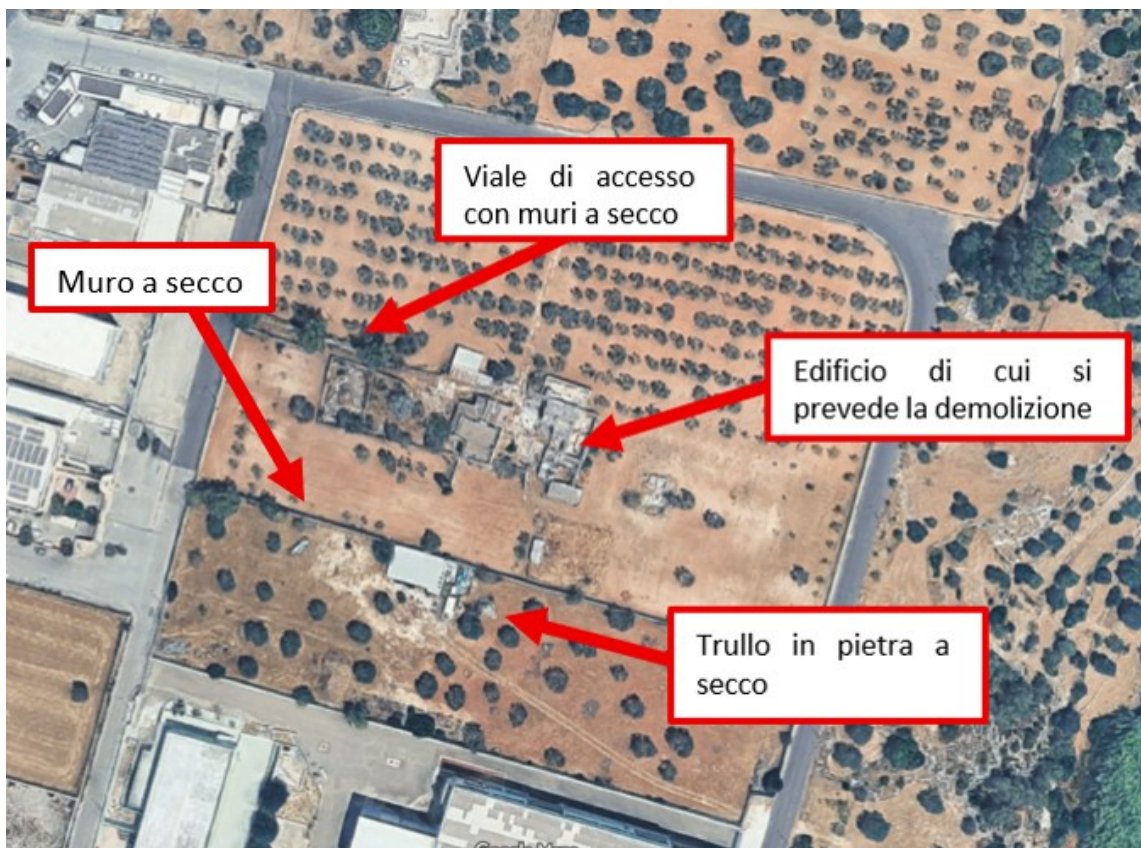 Viale di accesso
con muri a secco
Muro a secco
Edificio di cui si
prevede la demolizione
Trullo in pietra a
secco